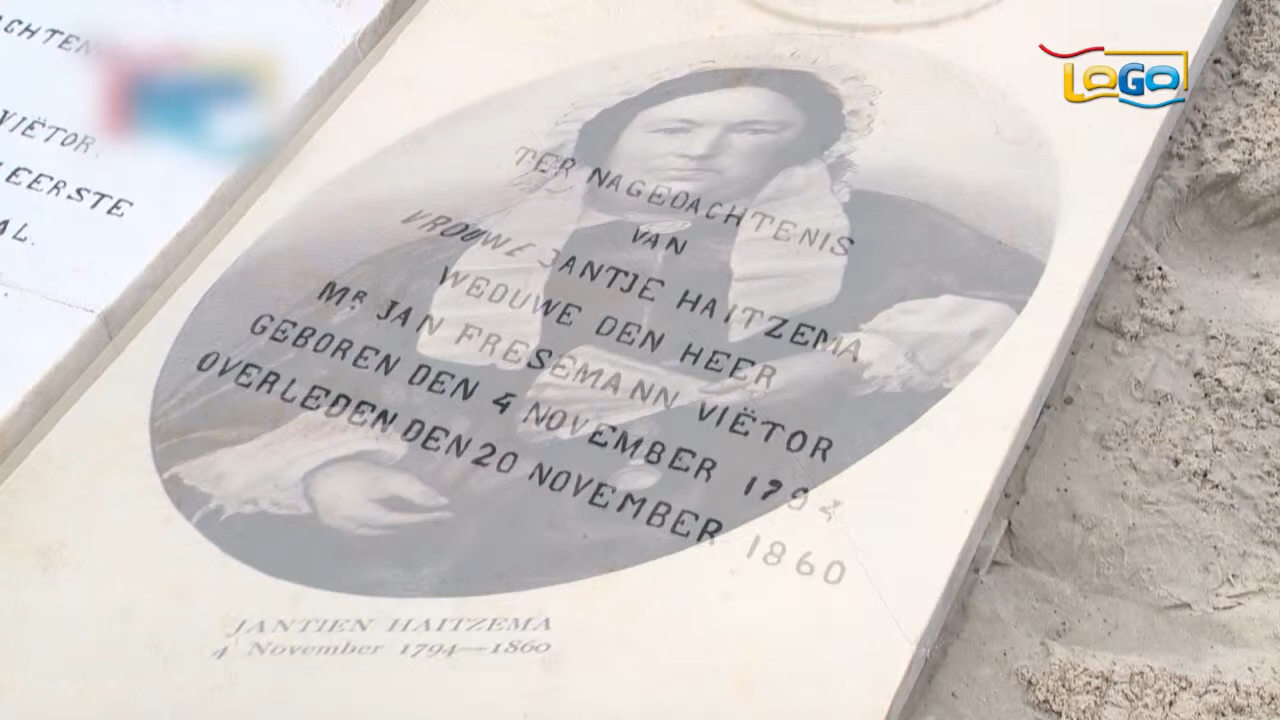 VIËTOR.
EERSTE
AL.
LOGO
TER NAGEDACHTENIS
VAN
VROUWE JANTJE HAITZEMA
WEDUWE DEN HEER
Mᴿ JAN FRESEMANN VIËTOR
GEBOREN DEN 4 NOVEMBER 1794
OVERLEDEN DEN 20 NOVEMBER 1860
JANTIEN HAITZEMA
4 November 1794—1860